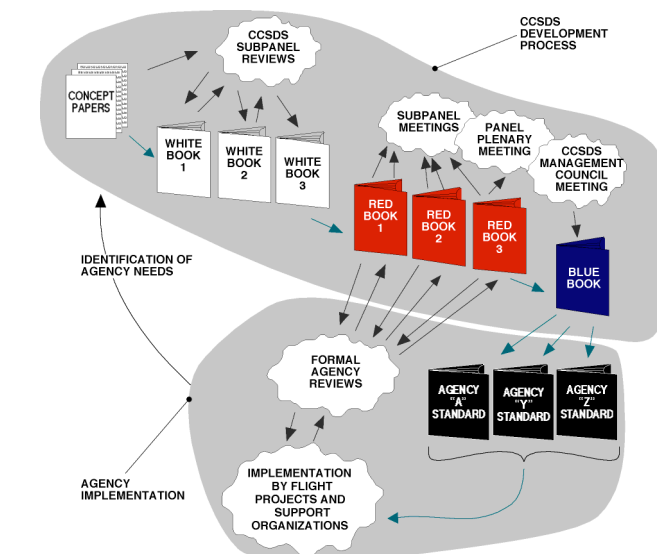 CCSDS
SUBPANEL
REVIEWS
CCSDS
DEVELOPMENT
PROCESS
CONCEPT
PAPERS
WHITE
BOOK
1
WHITE
BOOK
2
WHITE
BOOK
3
SUBPANEL
MEETINGS
PANEL
PLENARY
MEETING
CCSDS
MANAGEMENT
COUNCIL
MEETING
RED
BOOK
1
RED
BOOK
2
RED
BOOK
3
BLUE
BOOK
IDENTIFICATION OF
AGENCY NEEDS
FORMAL
AGENCY
REVIEWS
AGENCY
"A"
STANDARD
AGENCY
"Y"
STANDARD
AGENCY
"Z"
STANDARD
AGENCY
IMPLEMENTATION
IMPLEMENTATION
BY FLIGHT
PROJECTS AND
SUPPORT
ORGANIZATIONS